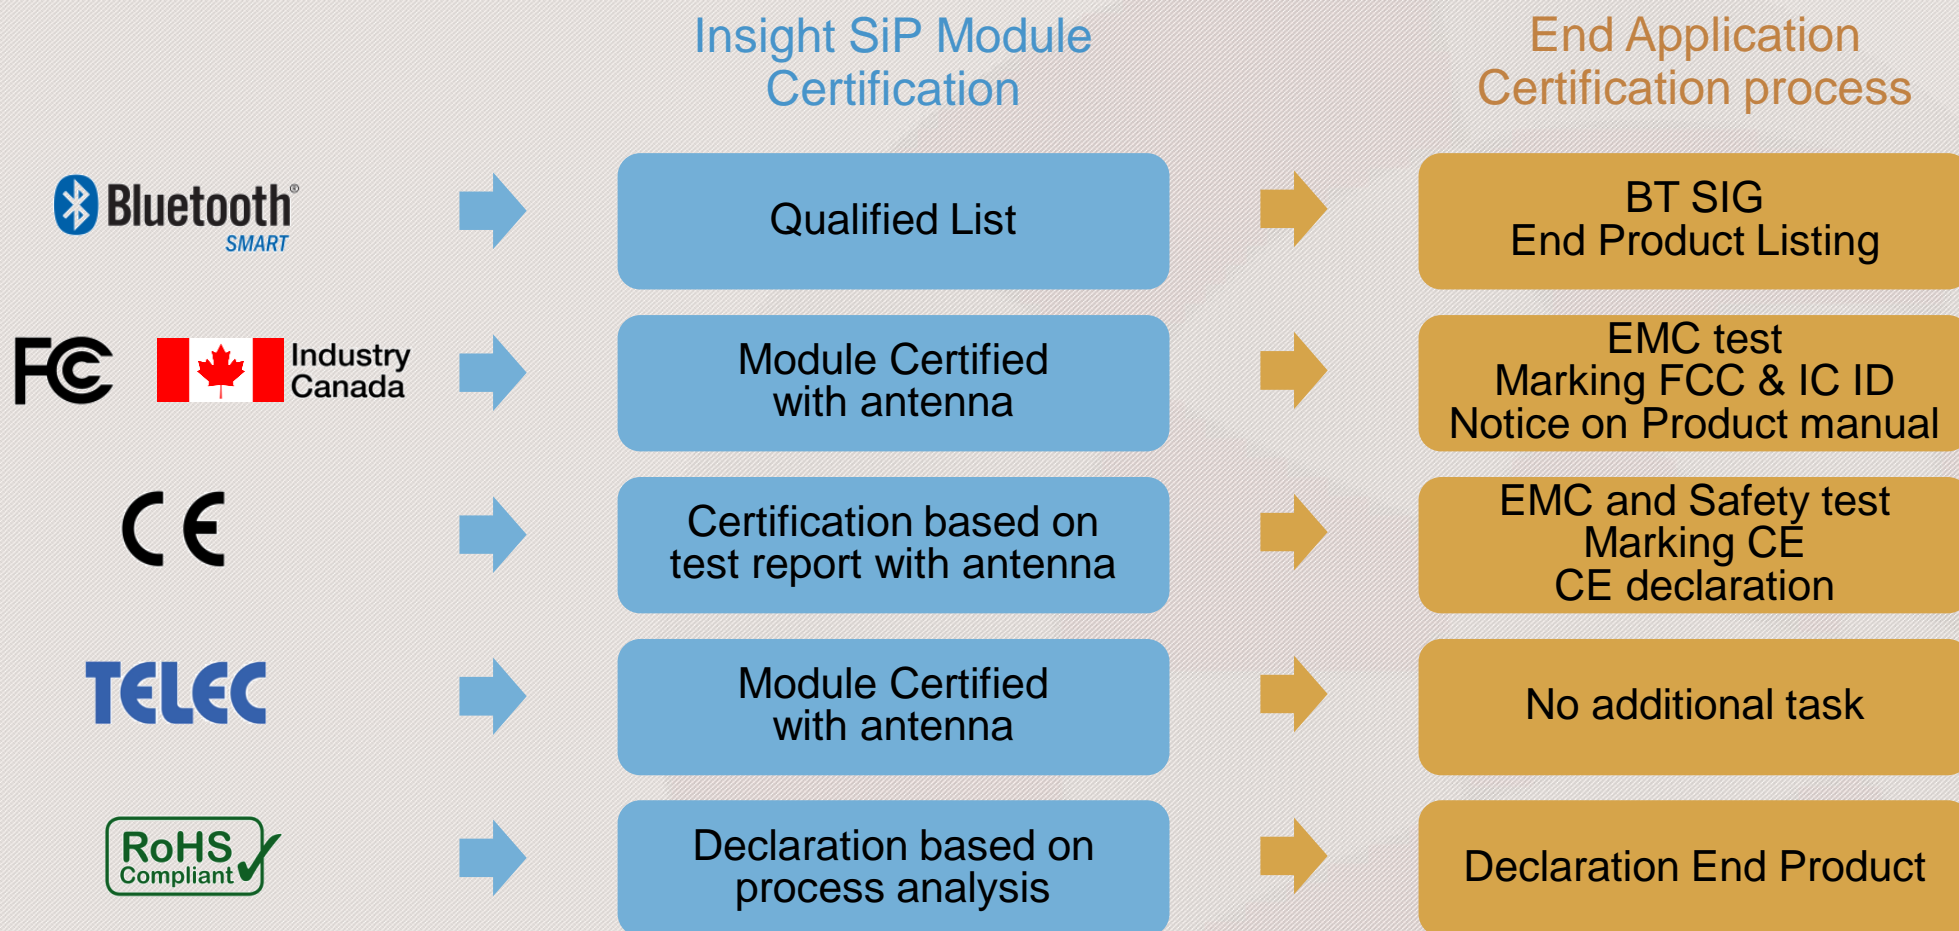 Insight SiP Module
Certification
End Application
Certification process
Bluetooth®
SMART
Qualified List
BT SIG
End Product Listing
FC
Industry
Canada
Module Certified
with antenna
EMC test
Marking FCC & IC ID
Notice on Product manual
CE
Certification based on
test report with antenna
EMC and Safety test
Marking CE
CE declaration
TELEC
Module Certified
with antenna
No additional task
RoHS
Compliant
Declaration based on
process analysis
Declaration End Product